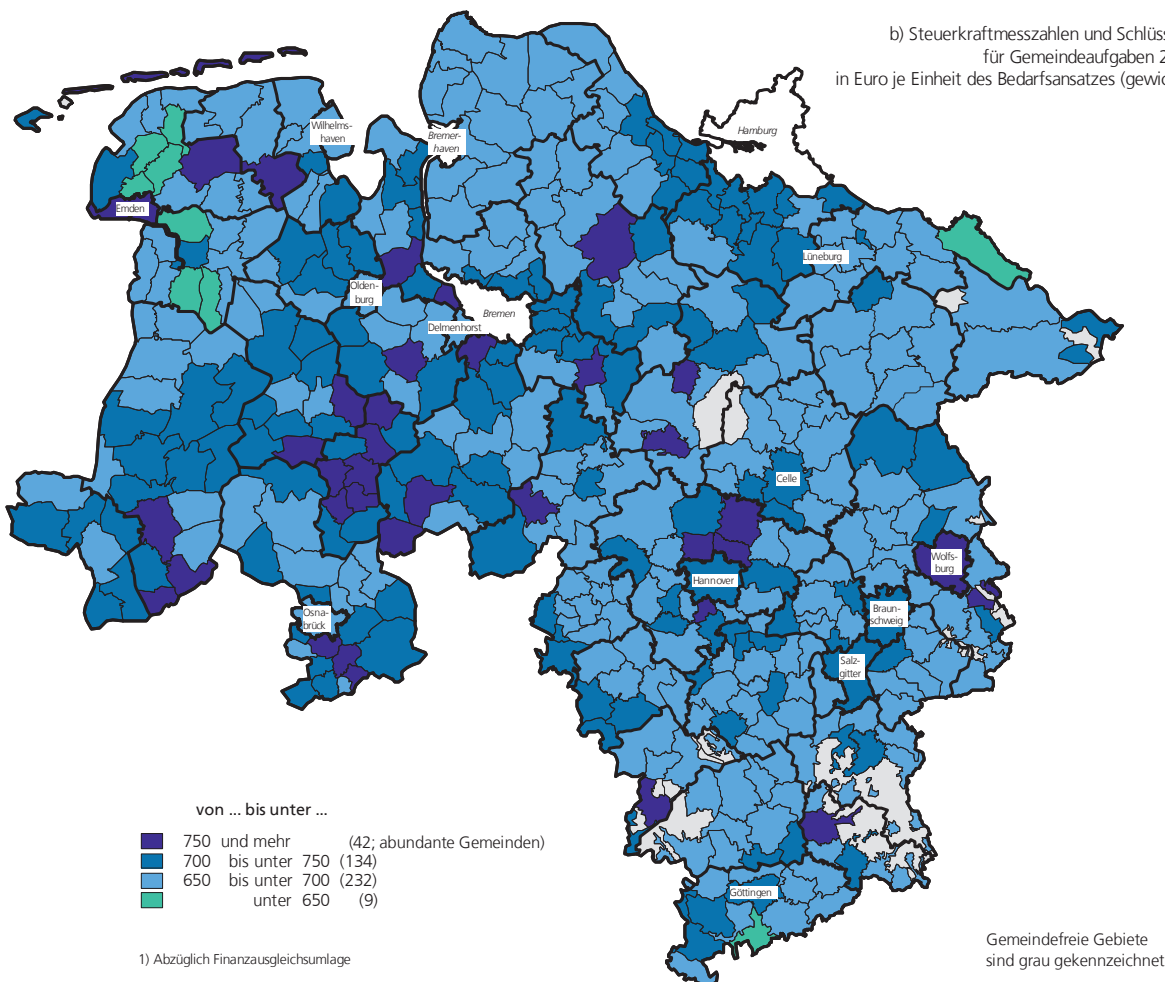 b) Steuerkraftmesszahlen und Schlüss
für Gemeindeaufgaben 2
in Euro je Einheit des Bedarfsansatzes (gewic
Wilhelms-
haven
Bremer-
haven
Hamburg
Emden
Lüneburg
Olden-
burg
Bremen
Delmenhorst
Celle
Wolfs-
burg
Hannover
Braun-
schweig
Osna-
brück
Salz-
gitter
Göttingen
von ... bis unter ...
750 und mehr (42; abundante Gemeinden)
700 bis unter 750 (134)
650 bis unter 700 (232)
unter 650 (9)
1) Abzüglich Finanzausgleichsumlage
Gemeindefreie Gebiete
sind grau gekennzeichnet